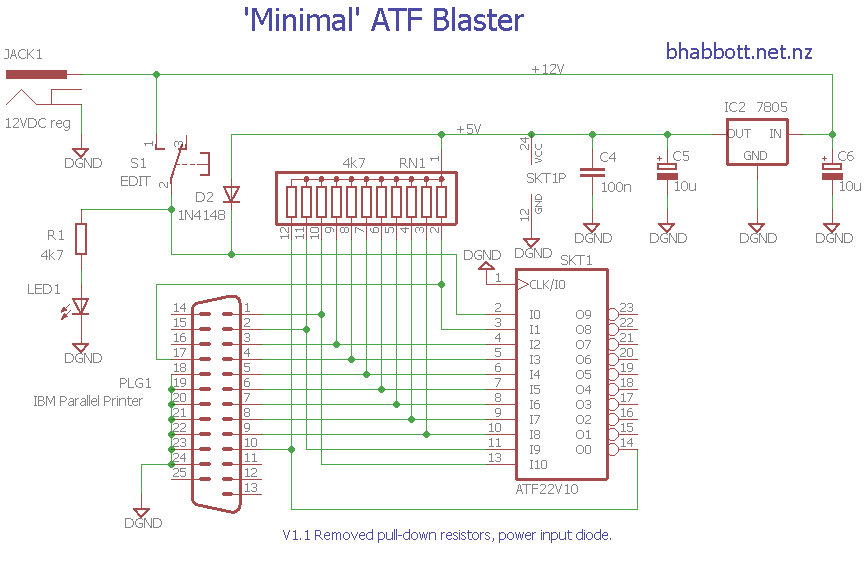 'Minimal' ATF Blaster
bhabbott.net.nz
JACK1
+12V
12VDC reg
DGND
S1
EDIT
1
3
2
D2
1N4148
R1
4k7
LED1
DGND
+5V
4k7
RN1
1
12
11
10
9
8
7
6
5
4
3
2
24
VCC
SKT1P
12
GND
DGND
C4
100n
DGND
C5
10u
DGND
IC2 7805
OUT
IN
GND
DGND
C6
10u
DGND
DGND
SKT1
1 CLK/I0
2 I0 O9 23
3 I1 O8 22
4 I2 O7 21
5 I3 O6 20
6 I4 O5 19
7 I5 O4 18
8 I6 O3 17
9 I7 O2 16
10 I8 O1 15
11 I9 O0 14
13 I10
ATF22V10
PLG1
IBM Parallel Printer
14 1
15 2
16 3
17 4
18 5
19 6
20 7
21 8
22 9
23 10
24 11
25 12
13
DGND
V1.1 Removed pull-down resistors, power input diode.